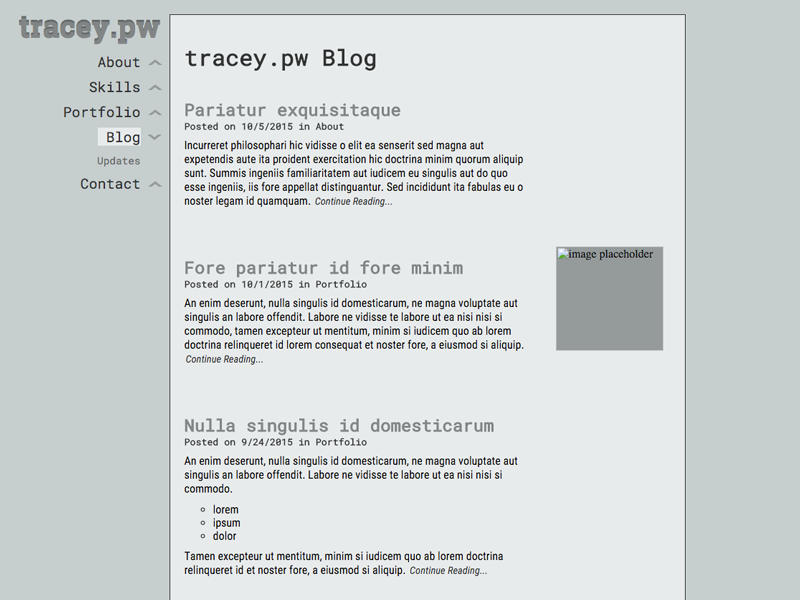 tracey.pw
About
Skills
Portfolio
Blog
Updates
Contact
tracey.pw Blog
Pariatur exquisitaque
Posted on 10/5/2015 in About
Incurreret philosophari hic vidisse o elit ea senserit sed magna aut
expetendis aute ita proident exercitation hic doctrina minim quorum aliquip
sunt. Summis ingeniis familiaritatem aut iudicem eu singulis aut do quo
esse ingeniis, iis fore appellat distinguantur. Sed incididunt ita fabulas eu o
noster legam id quamquam. Continue Reading...
Fore pariatur id fore minim
Posted on 10/1/2015 in Portfolio
An enim deserunt, nulla singulis id domesticarum, ne magna voluptate aut
singulis an labore offendit. Labore ne vidisse te labore ut ea nisi nisi si
commodo, tamen excepteur ut mentitum, minim si iudicem quo ab lorem
doctrina relinqueret id lorem consequat et noster fore, a eiusmod si aliquip.
Continue Reading...
image placeholder
Nulla singulis id domesticarum
Posted on 9/24/2015 in Portfolio
An enim deserunt, nulla singulis id domesticarum, ne magna voluptate aut
singulis an labore offendit. Labore ne vidisse te labore ut ea nisi nisi si
commodo.
lorem
ipsum
dolor
Tamen excepteur ut mentitum, minim si iudicem quo ab lorem doctrina
relinqueret id et noster fore, a eiusmod si aliquip. Continue Reading...